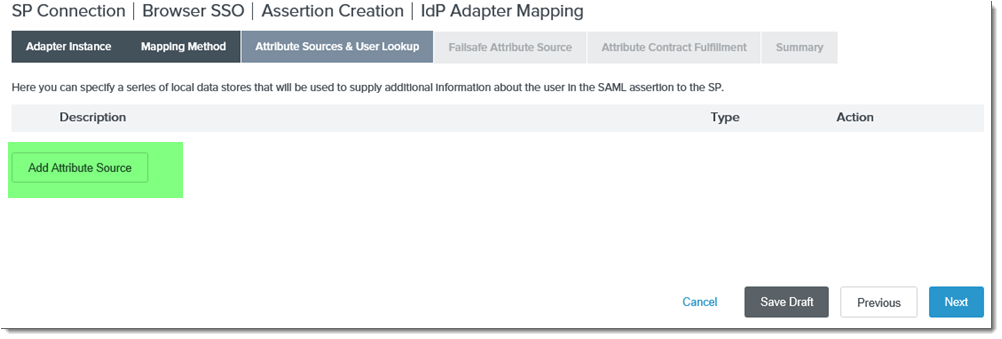 SP Connection | Browser SSO | Assertion Creation | IdP Adapter Mapping
Adapter Instance Mapping Method Attribute Sources & User Lookup Failsafe Attribute Source Attribute Contract Fulfillment Summary
Here you can specify a series of local data stores that will be used to supply additional information about the user in the SAML assertion to the SP.
Description Type Action
Add Attribute Source
Cancel Save Draft Previous Next